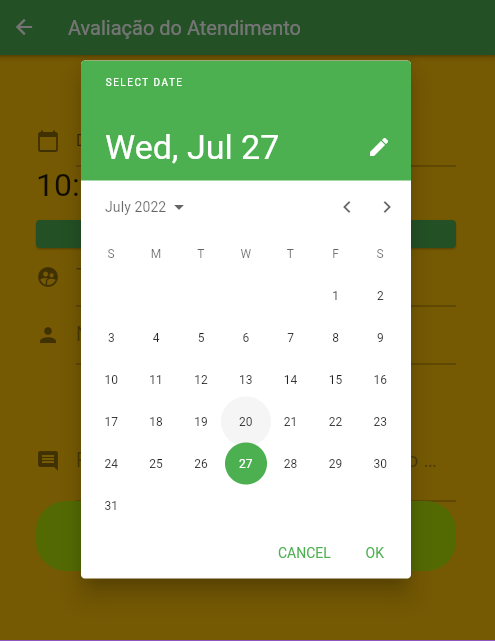 Avaliação do Atendimento
SELECT DATE
Wed, Jul 27
10:
July 2022
S M T W T F S
1 2
3 4 5 6 7 8 9
10 11 12 13 14 15 16
17 18 19 20 21 22 23
24 25 26 27 28 29 30
31
CANCEL OK